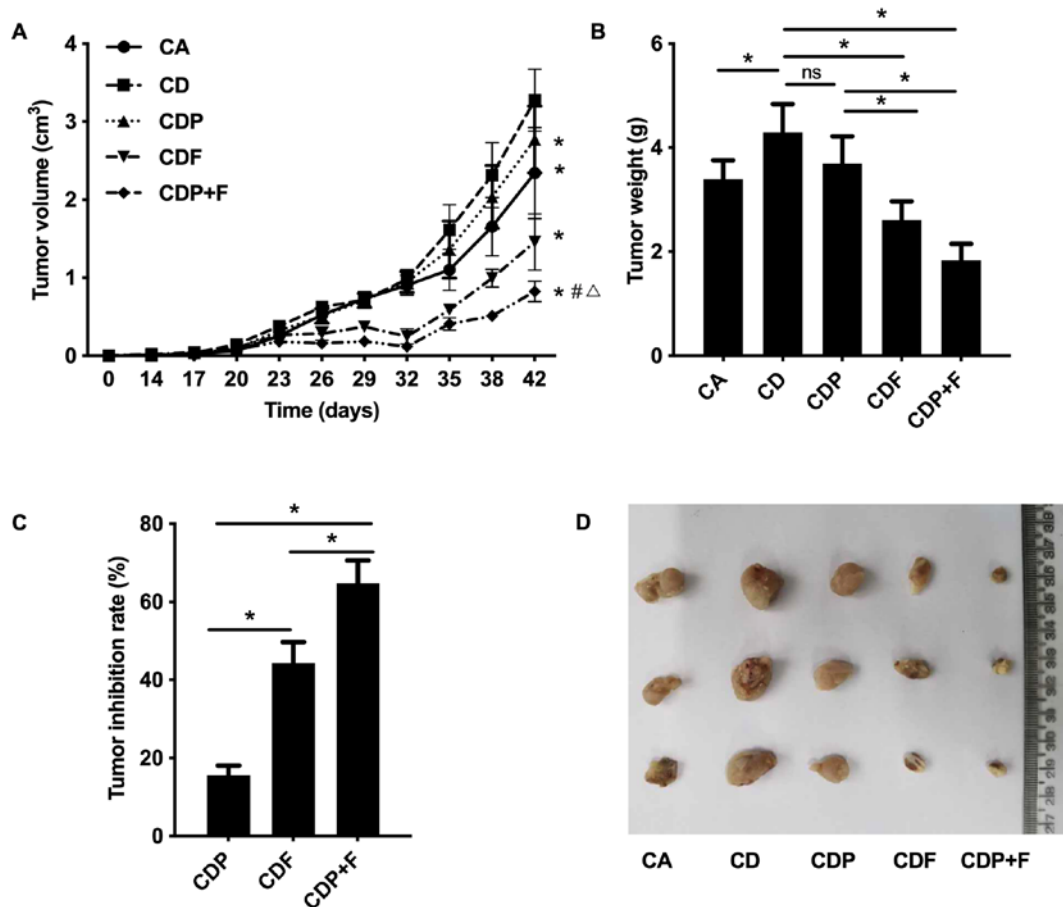 A
Tumor volume (cm³)
4
3
2
1
0
CA
CD
CDP
CDF
CDP+F
*
*
*
* # △
0 14 17 20 23 26 29 32 35 38 42
Time (days)
B
Tumor weight (g)
6
4
2
0
*
*
* ns *
*
CA CD CDP CDF CDP+F
C
Tumor inhibition rate (%)
80
60
40
20
0
*
*
*
CDP CDF CDP+F
D
CA CD CDP CDF CDP+F